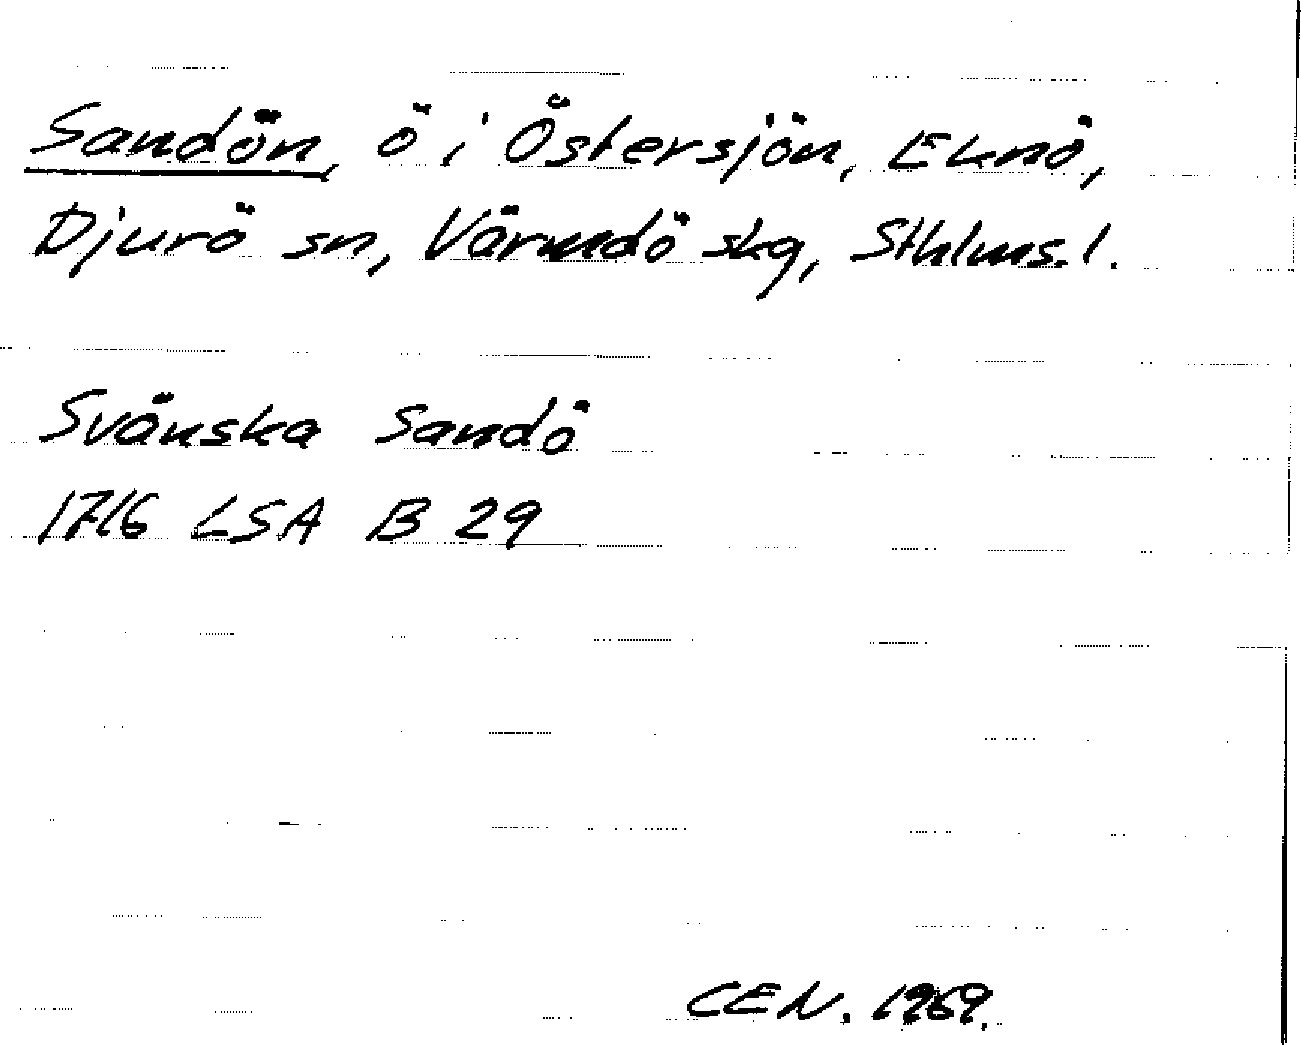 Sandön, ö i Östersjön, Eknö,
Djurö sn, Värmdö skg, Sthlms.l.
Svänska Sandö
1716 LSA B 29
CEN. 1969.